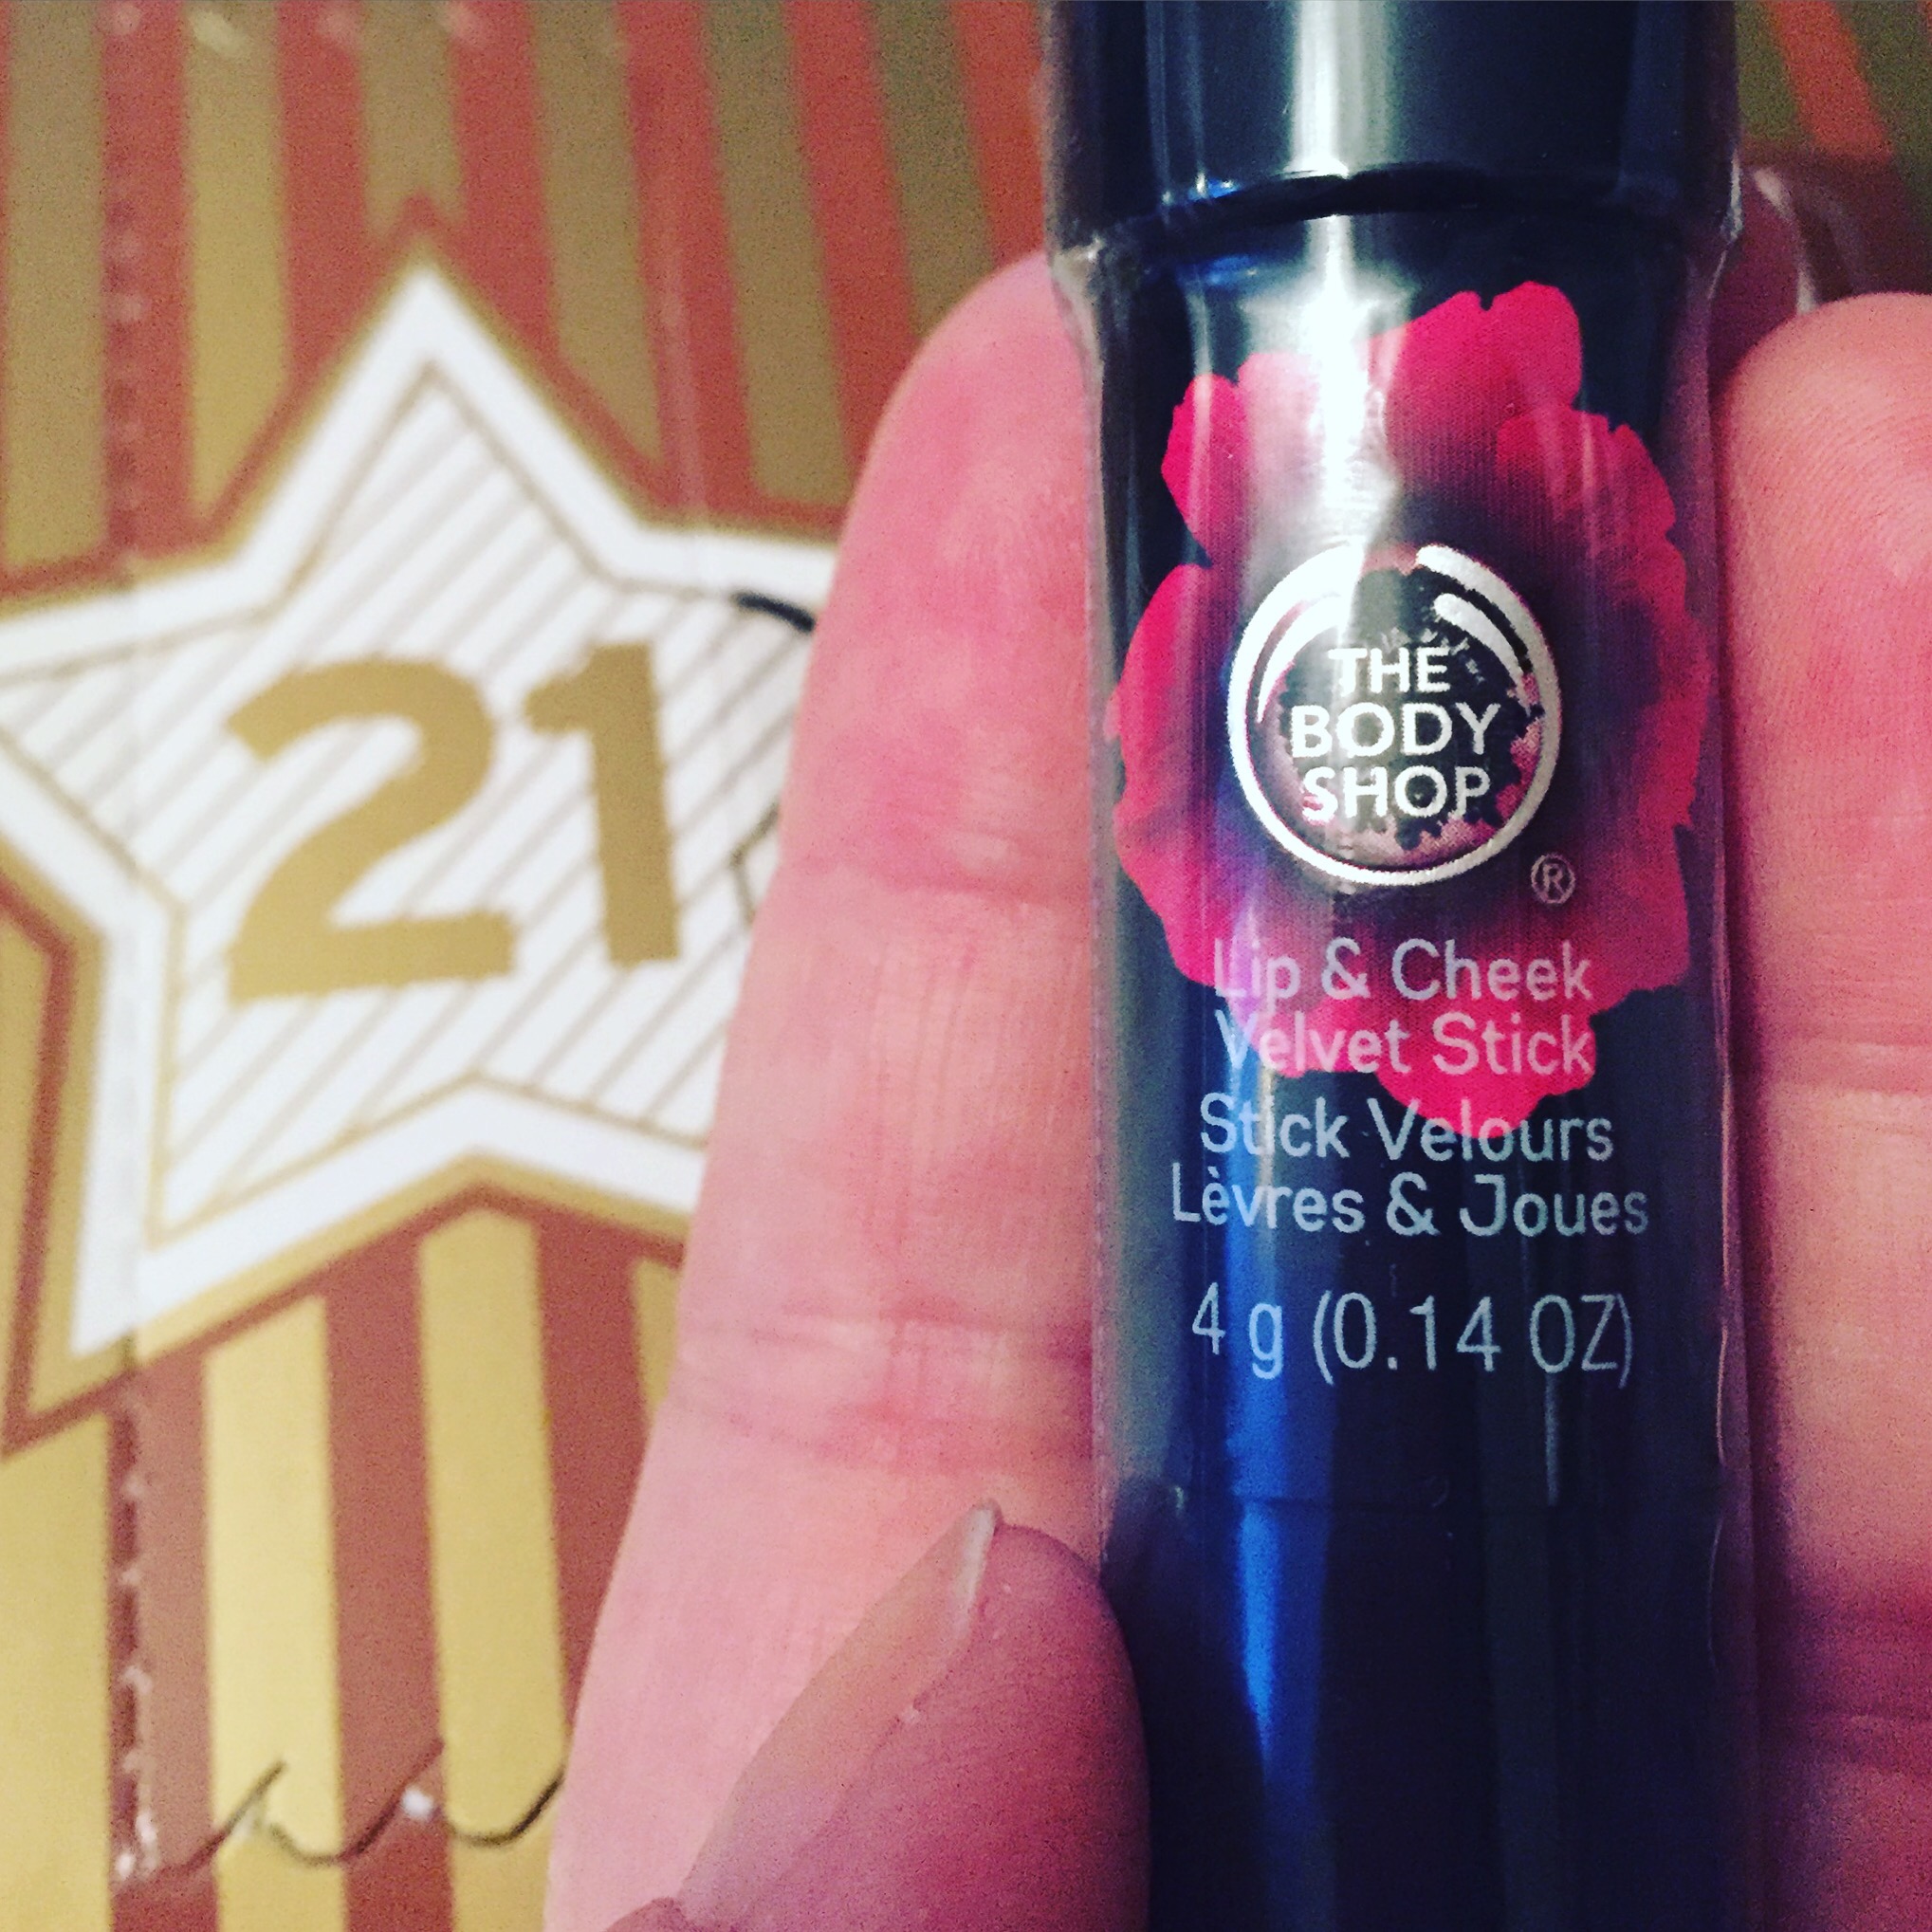 21
THE
BODY
SHOP
®
Lip & Cheek
Velvet Stick
Stick Velours
Lèvres & Joues
4 g (0.14 OZ)